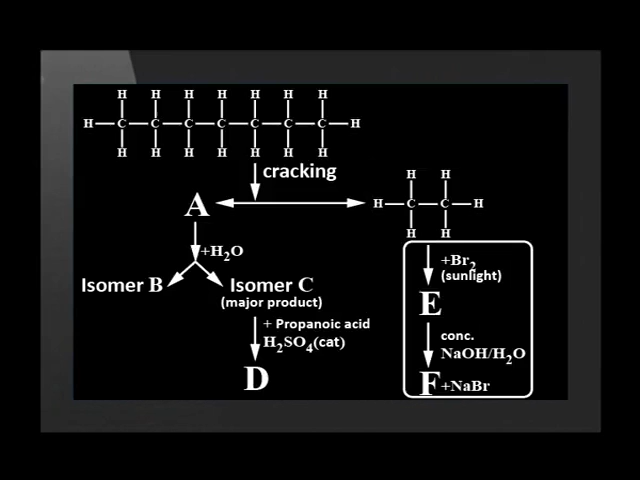 H H H H H H H
H C C C C C C C H
H H H H H H H
cracking
H H
A H C C H
H H
+H2O
+Br2
(sunlight)
Isomer B Isomer C
(major product)
E
+ Propanoic acid
H2SO4(cat)
conc.
NaOH/H2O
D
F+NaBr